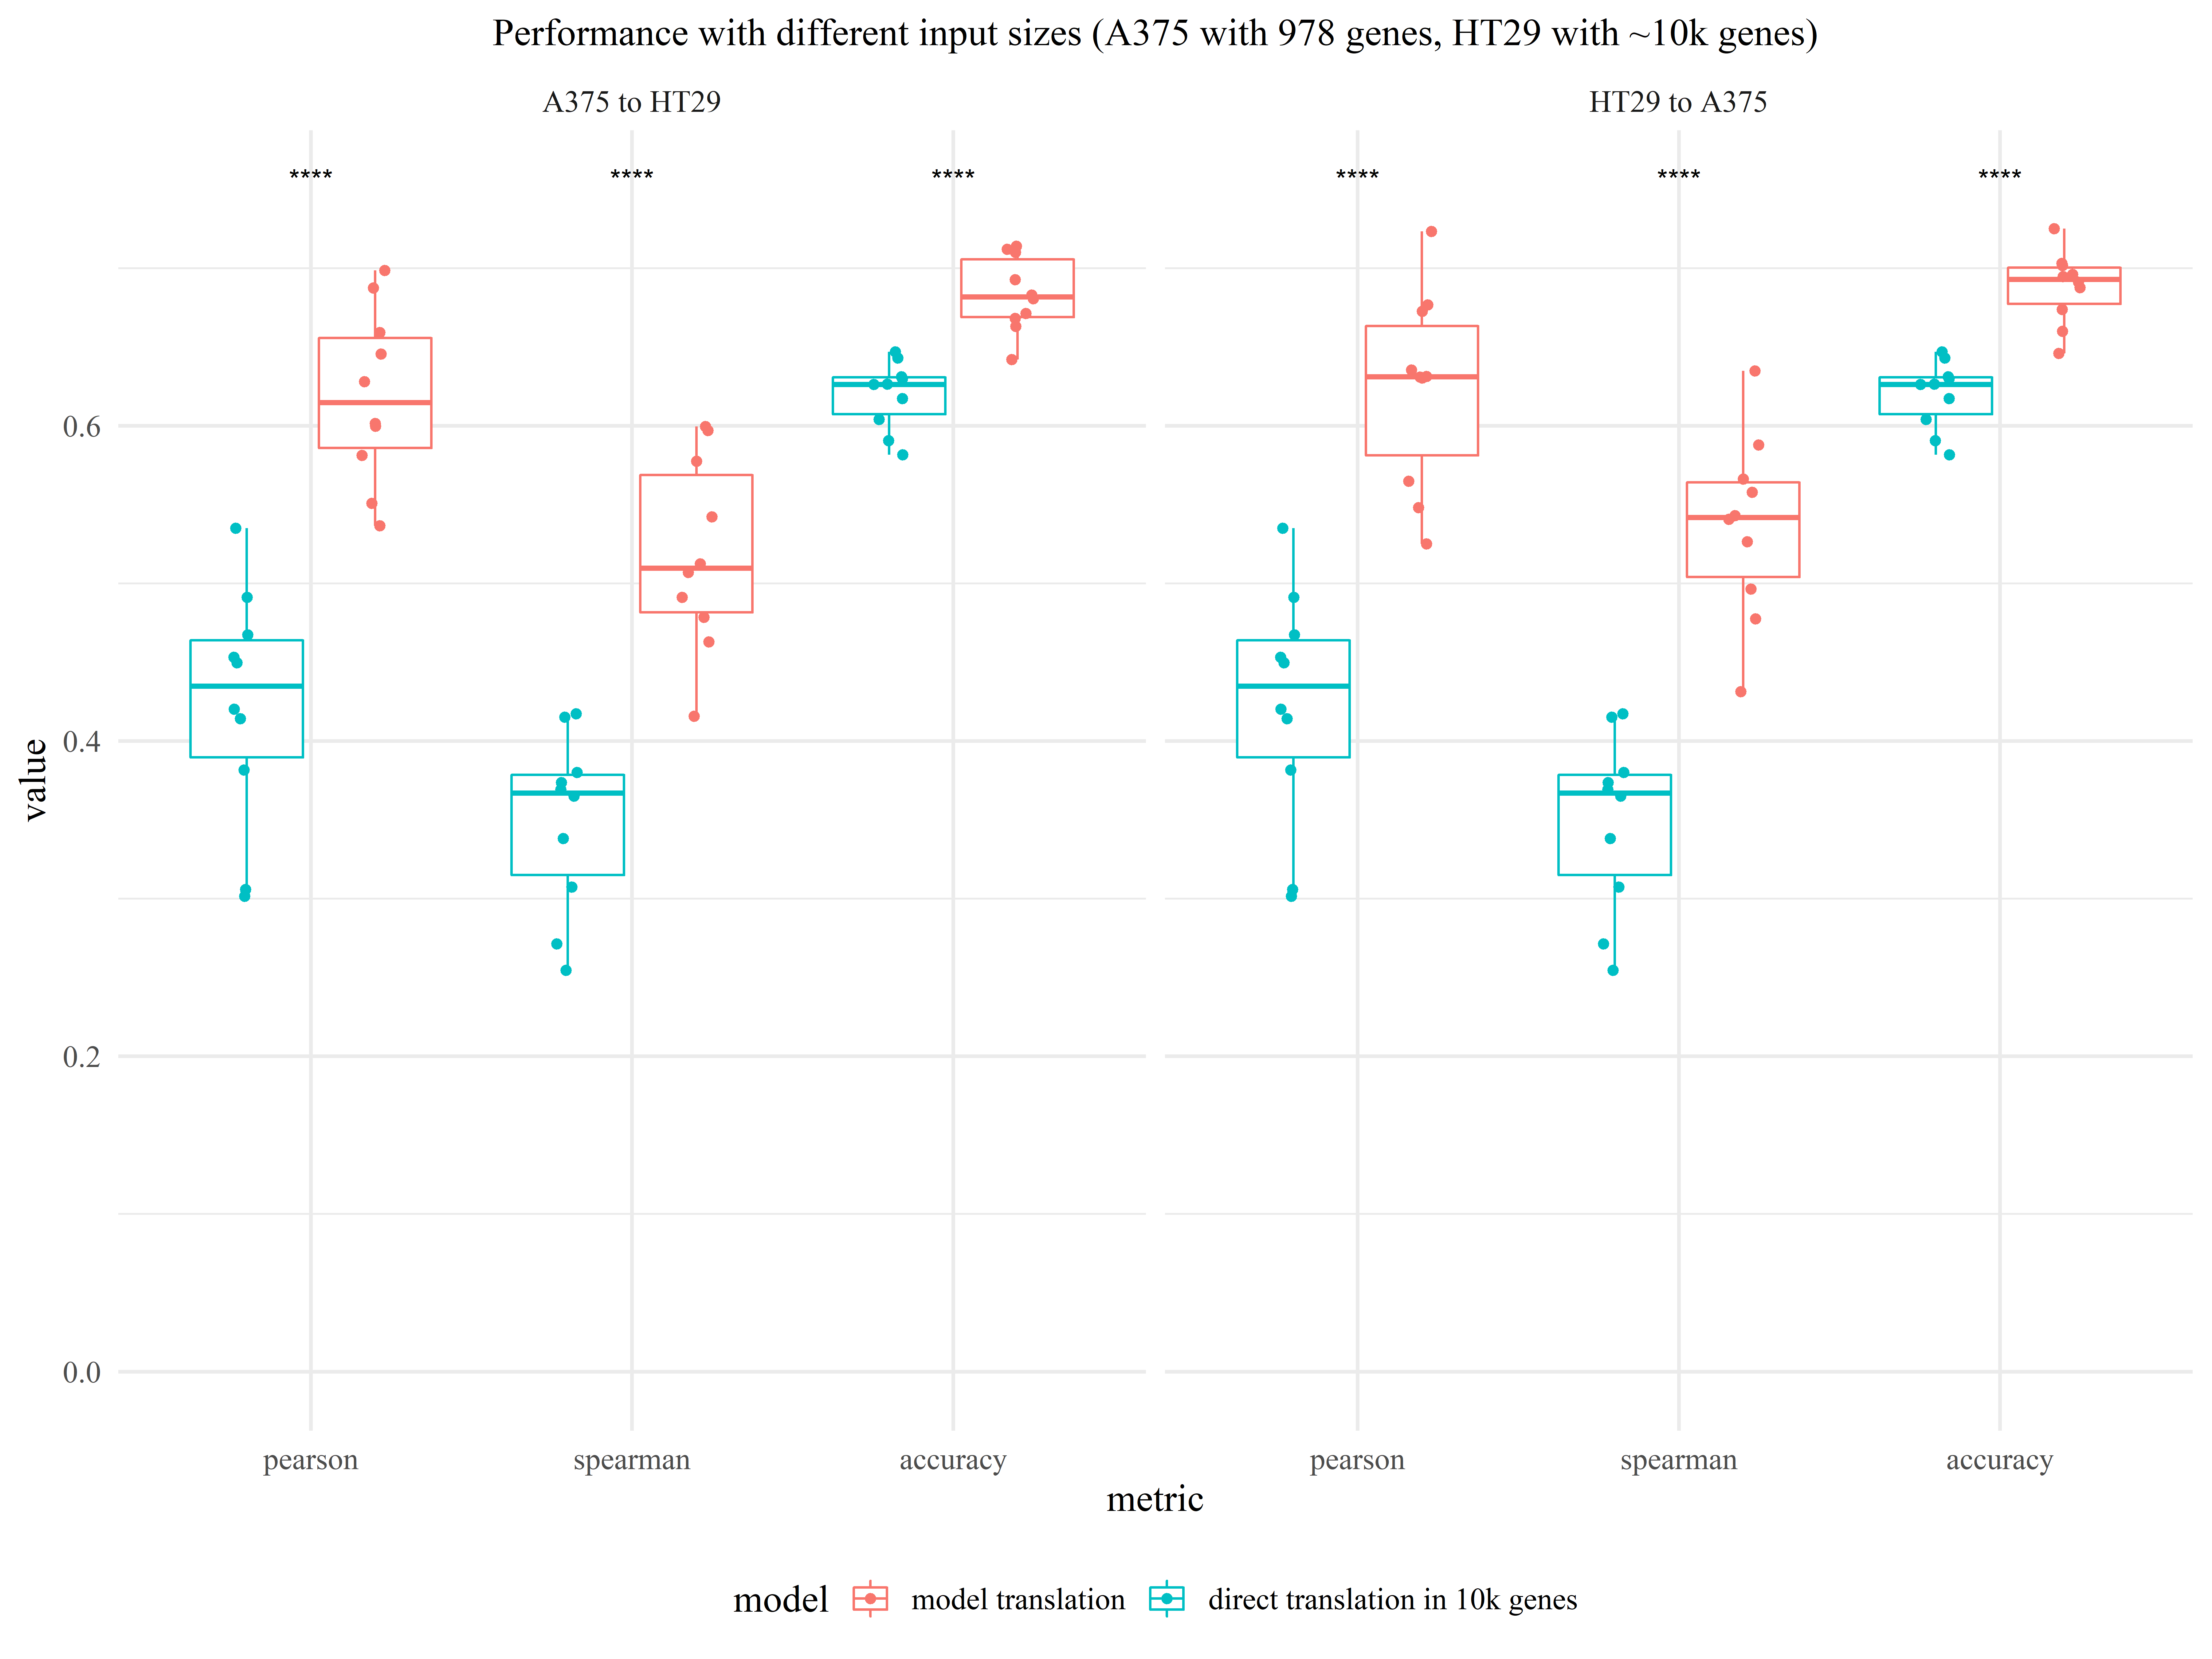 Performance with different input sizes (A375 with 978 genes, HT29 with ~10k genes)
A375 to HT29
HT29 to A375
**** **** **** **** **** ****
value
0.6
0.4
0.2
0.0
pearson spearman accuracy pearson spearman accuracy
metric
model model translation direct translation in 10k genes